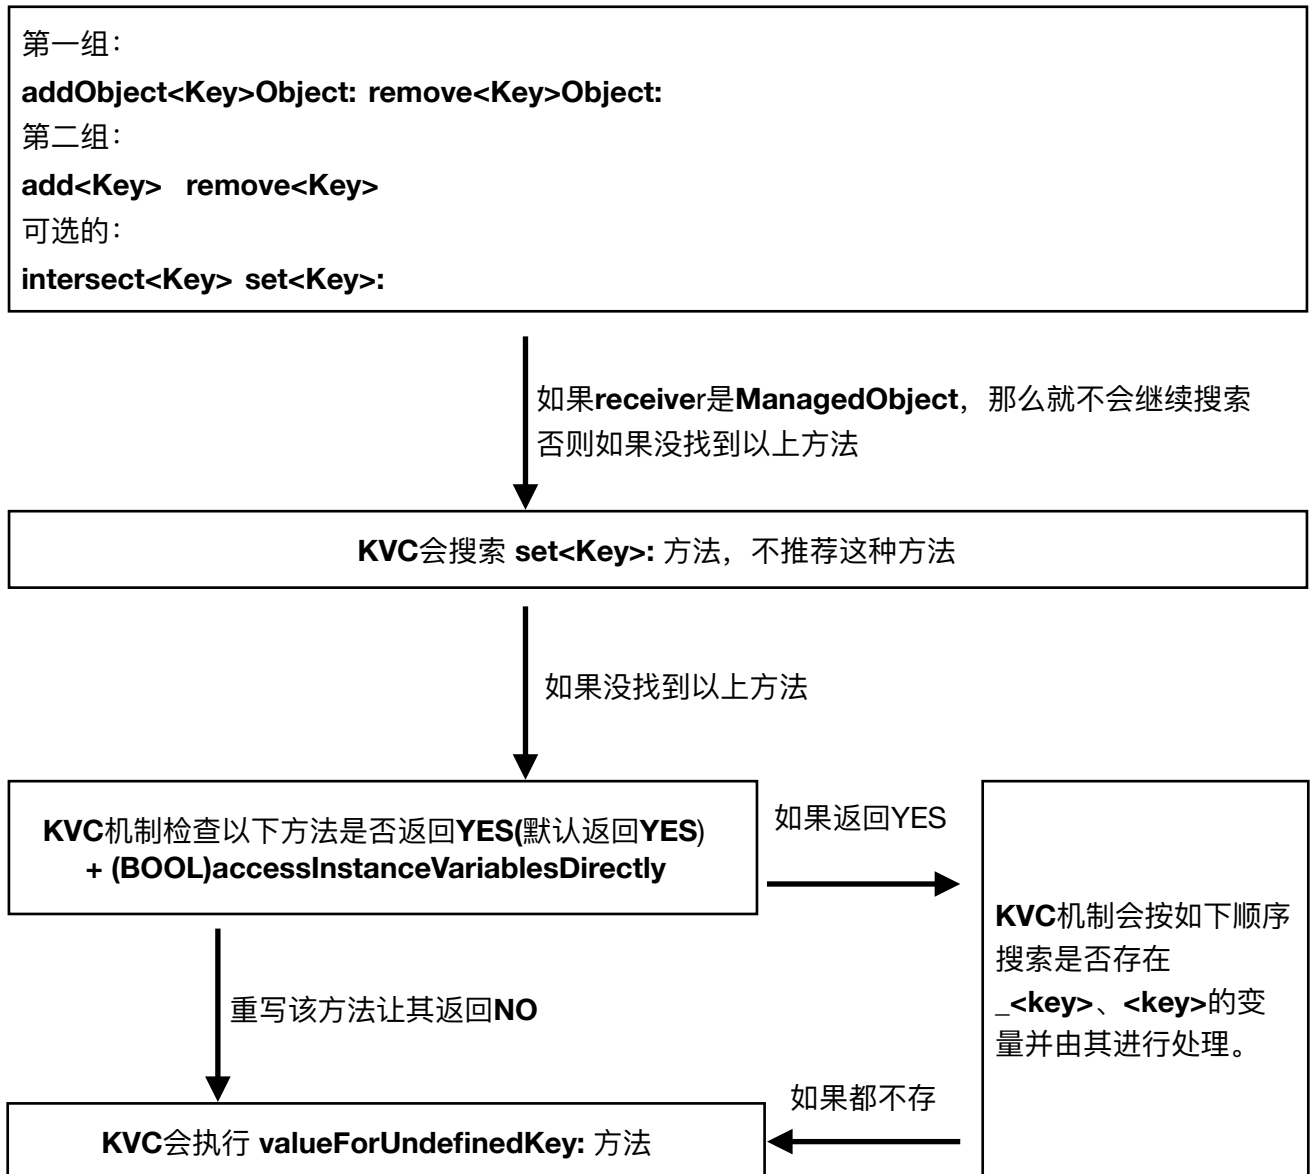 第一组：
addObject<Key>Object: remove<Key>Object:
第二组：
add<Key> remove<Key>
可选的：
intersect<Key> set<Key>:
如果receiver是ManagedObject，那么就不会继续搜索
否则如果没找到以上方法
KVC会搜索 set<Key>: 方法，不推荐这种方法
如果没找到以上方法
KVC机制检查以下方法是否返回YES(默认返回YES)
+ (BOOL)accessInstanceVariablesDirectly
如果返回YES
KVC机制会按如下顺序
搜索是否存在
_<key>、<key>的变
量并由其进行处理。
重写该方法让其返回NO
如果都不存
KVC会执行 valueForUndefinedKey: 方法